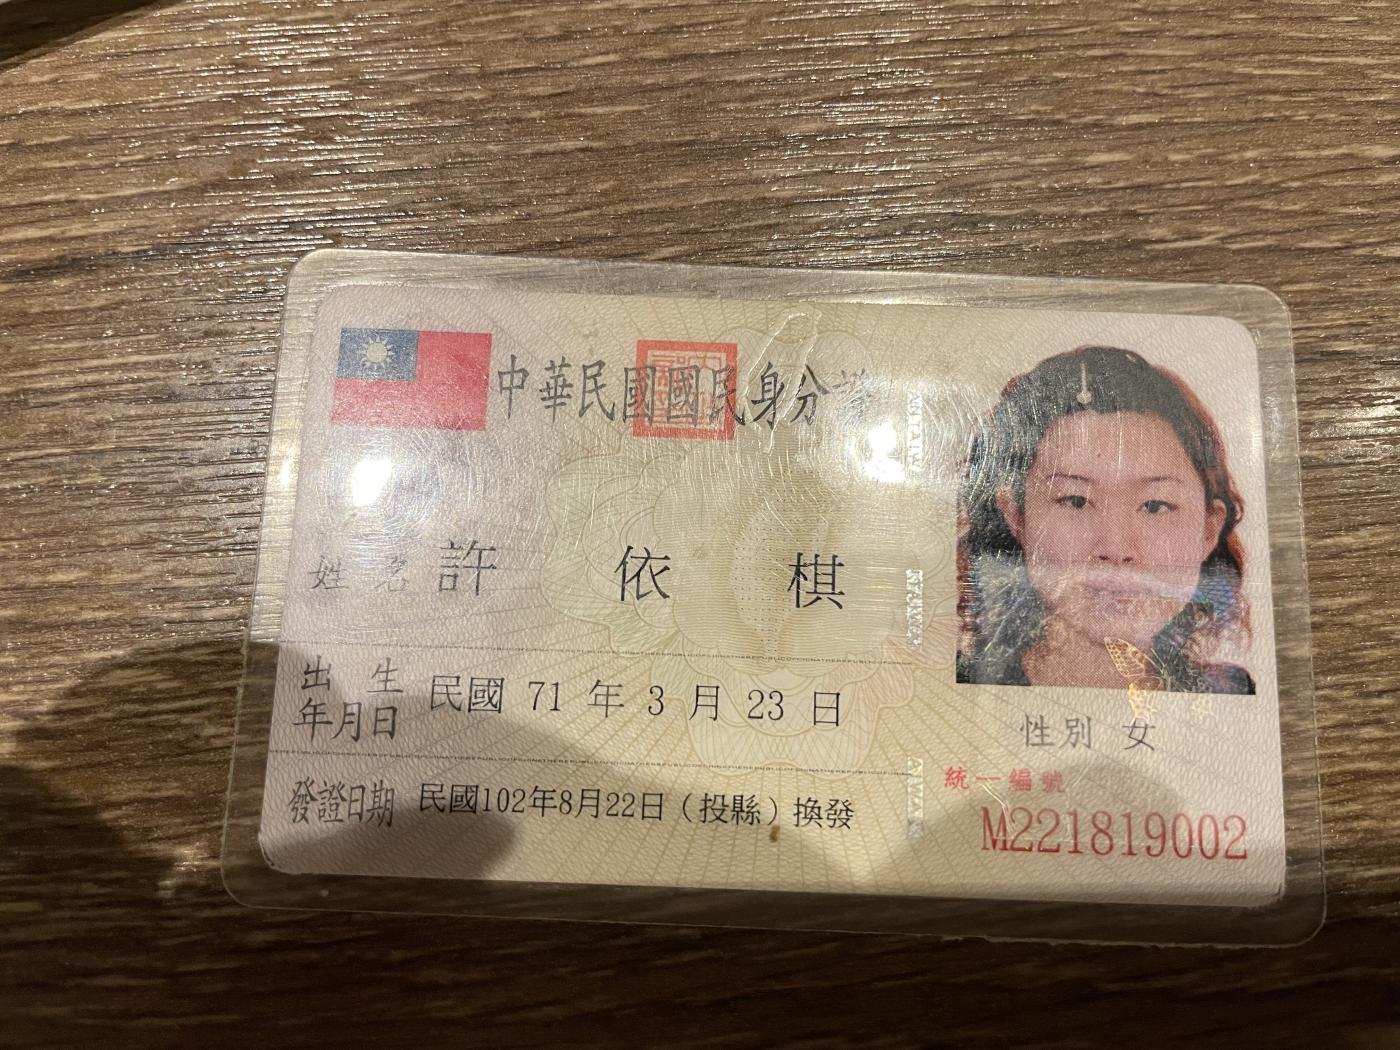 中華民國國民身分證
姓名 許依棋
出生年月日 民國 71 年 3 月 23 日
發證日期 民國102年8月22日（投縣）換發
性別 女
統一編號
M221819002